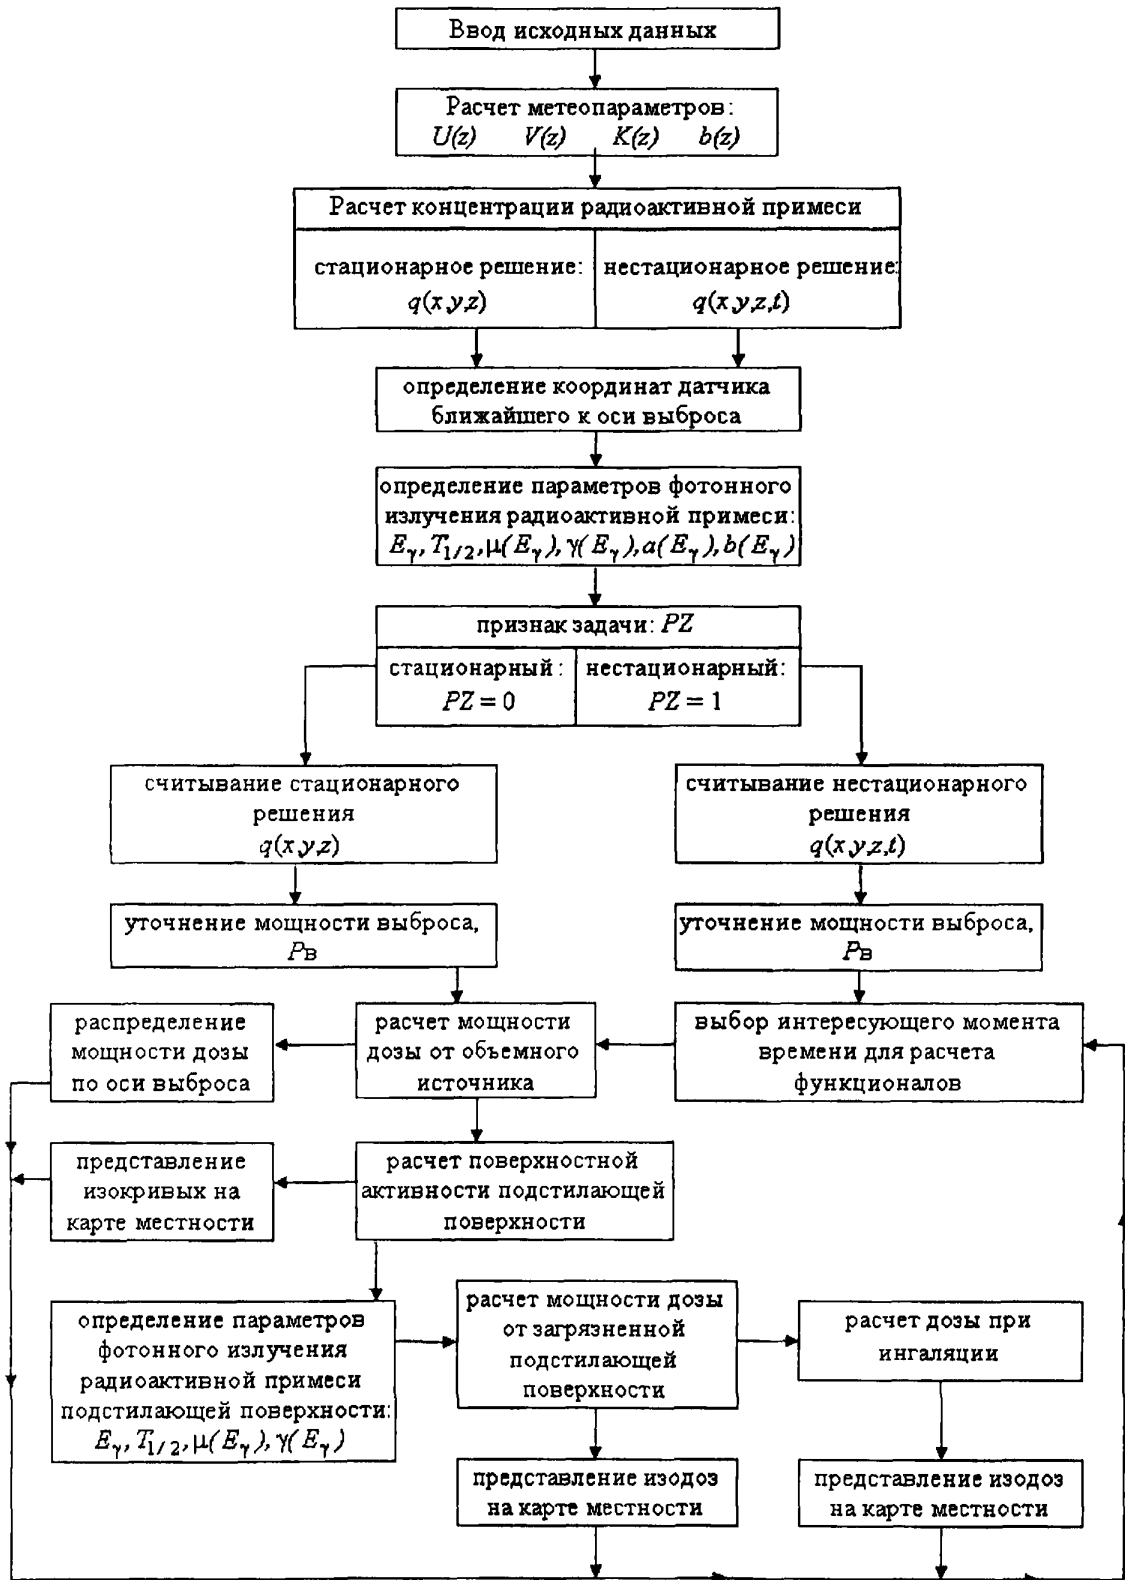 Ввод исходных данных
Расчет метеопараметров:
U(z) V(z) K(z) b(z)
Расчет концентрации радиоактивной примеси
стационарное решение:
q(x,y,z)
нестационарное решение:
q(x,y,z,t)
определение координат датчика
ближайшего к оси выброса
определение параметров фотонного
излучения радиоактивной примеси:
Eγ, T1/2, μ(Eγ), γ(Eγ), a(Eγ), b(Eγ)
признак задачи: PZ
стационарный:
PZ = 0
нестационарный:
PZ = 1
считывание стационарного
решения
q(x,y,z)
считывание нестационарного
решения
q(x,y,z,t)
уточнение мощности выброса,
Pв
уточнение мощности выброса,
Pв
распределение
мощности дозы
по оси выброса
расчет мощности
дозы от объемного
источника
выбор интересующего момента
времени для расчета
функционалов
представление
изокривых на
карте местности
расчет поверхностной
активности подстилающей
поверхности
определение параметров
фотонного излучения
радиоактивной примеси
подстилающей поверхности:
Eγ, T1/2, μ(Eγ), γ(Eγ)
расчет мощности дозы
от загрязненной
подстилающей
поверхности
расчет дозы при
ингаляции
представление изодоз
на карте местности
представление изодоз
на карте местности